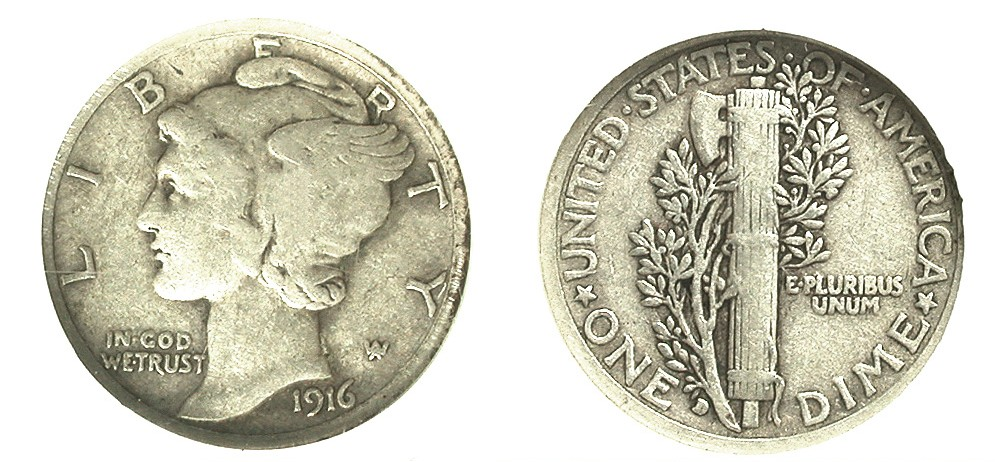 LIBERTY
IN·GOD
WE·TRUST
1916
W
UNITED·STATES·OF·AMERICA
E·PLURIBUS
UNUM
ONE DIME
D